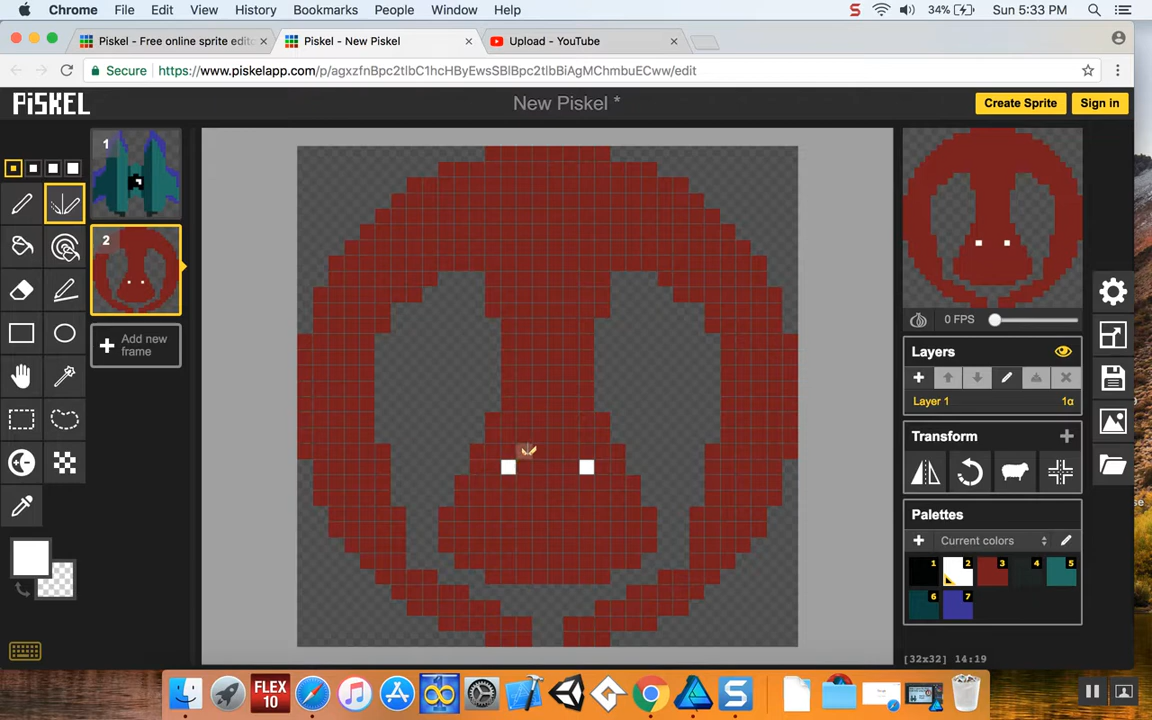 Chrome File Edit View History Bookmarks People Window Help 34% Sun 5:33 PM
Piskel - Free online sprite edito Piskel - New Piskel Upload - YouTube
Secure https://www.piskelapp.com/p/agxzfnBpc2tlbC1hcHByEwsSBlBpc2tlbBiAgMChmbuECww/edit
PiSKEL New Piskel * Create Sprite Sign in
1
2
Add new
frame
0 FPS
Layers
Layer 1 1α
Transform
Palettes
Current colors
1 2 3 4 5
6 7
[32x32] 14:19
FLEX
10